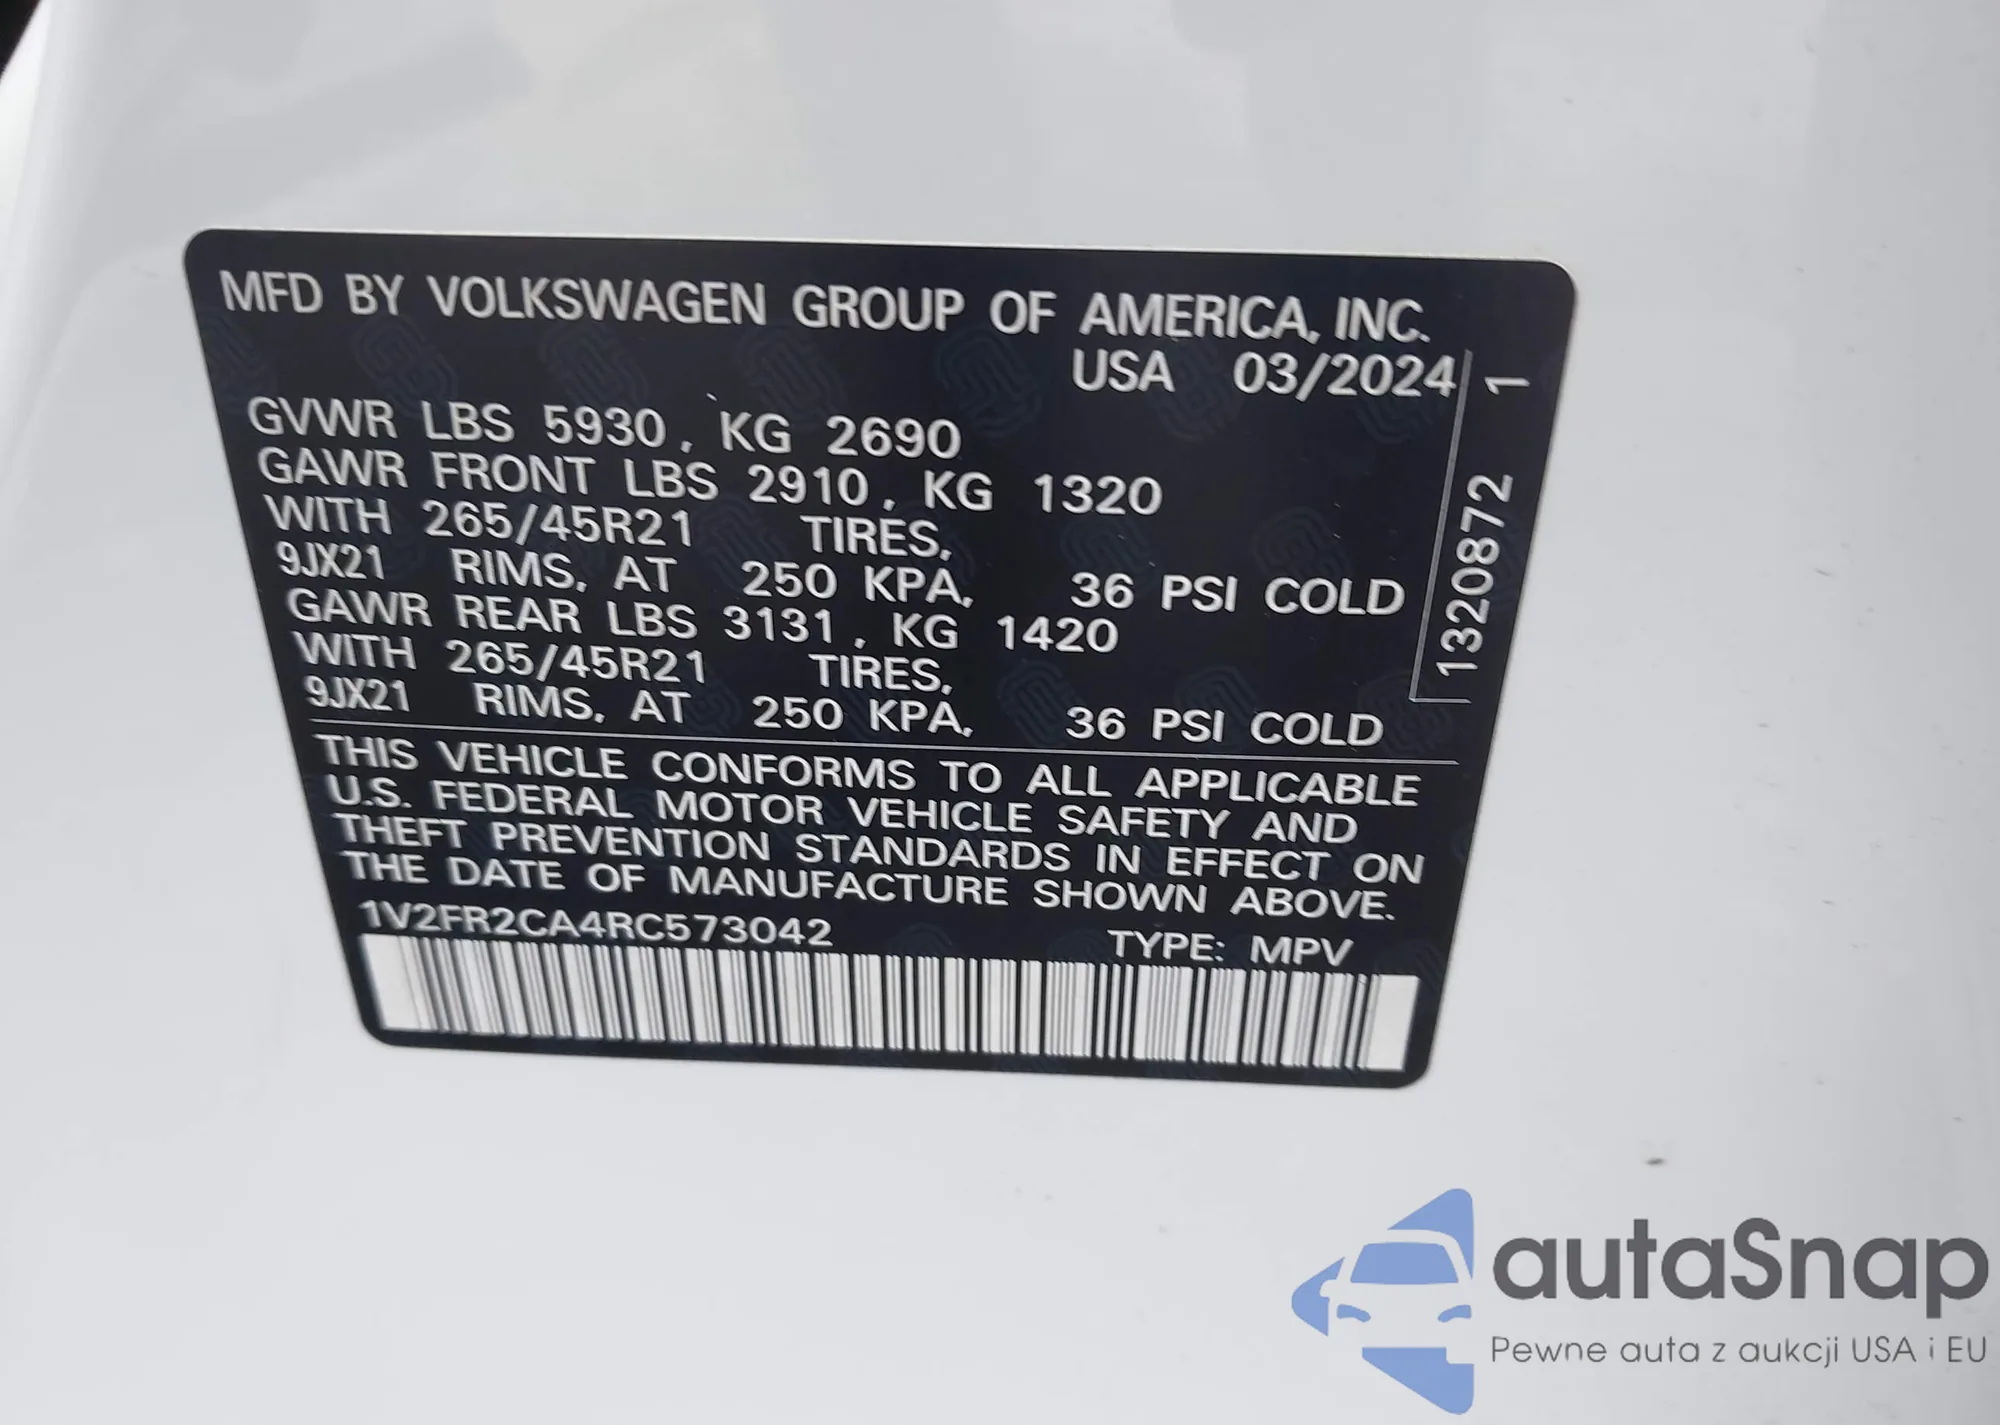 MFD BY VOLKSWAGEN GROUP OF AMERICA, INC.
USA 03/2024
GVWR LBS 5930, KG 2690
GAWR FRONT LBS 2910, KG 1320
WITH 265/45R21 TIRES,
9JX21 RIMS, AT 250 KPA, 36 PSI COLD
GAWR REAR LBS 3131, KG 1420
WITH 265/45R21 TIRES,
9JX21 RIMS, AT 250 KPA, 36 PSI COLD
1320872 1
THIS VEHICLE CONFORMS TO ALL APPLICABLE
U.S. FEDERAL MOTOR VEHICLE SAFETY AND
THEFT PREVENTION STANDARDS IN EFFECT ON
THE DATE OF MANUFACTURE SHOWN ABOVE.
1V2FR2CA4RC573042
TYPE: MPV
autaSnap
Pewne auta z aukcji USA i EU